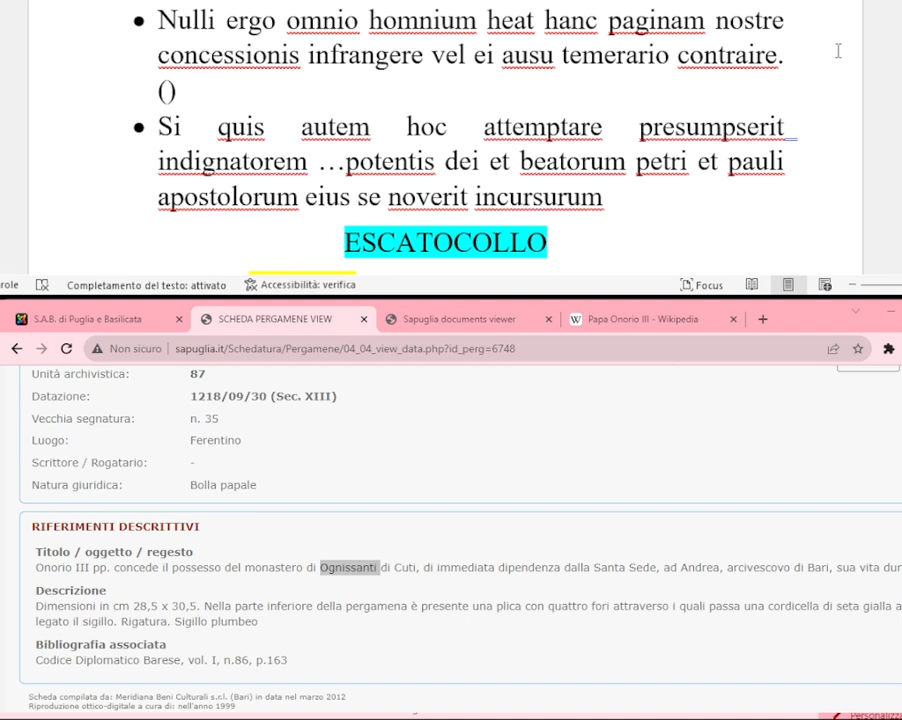 • Nulli ergo omnio homnium heat hanc paginam nostre
concessionis infrangere vel ei ausu temerario contraire.
()
• Si quis autem hoc attemptare presumpserit
indignatorem …potentis dei et beatorum petri et pauli
apostolorum eius se noverit incursurum
ESCATOCOLLO
role Completamento del testo: attivato Accessibilità: verifica Focus
S.A.B. di Puglia e Basilicata SCHEDA PERGAMENE VIEW Sapuglia documents viewer Papa Onorio III - Wikipedia
Non sicuro sapuglia.it/Schedatura/Pergamene/04_04_view_data.php?id_perg=6748
Unità archivistica: 87
Datazione: 1218/09/30 (Sec. XIII)
Vecchia segnatura: n. 35
Luogo: Ferentino
Scrittore / Rogatario: -
Natura giuridica: Bolla papale
RIFERIMENTI DESCRITTIVI
Titolo / oggetto / regesto
Onorio III pp. concede il possesso del monastero di Ognissanti di Cuti, di immediata dipendenza dalla Santa Sede, ad Andrea, arcivescovo di Bari, sua vita dur
Descrizione
Dimensioni in cm 28,5 x 30,5. Nella parte inferiore della pergamena è presente una plica con quattro fori attraverso i quali passa una cordicella di seta gialla a
legato il sigillo. Rigatura. Sigillo plumbeo
Bibliografia associata
Codice Diplomatico Barese, vol. I, n.86, p.163
Scheda compilata da: Meridiana Beni Culturali s.r.l. (Bari) in data nel marzo 2012
Riproduzione ottico-digitale a cura di: nell'anno 1999
Personalizza